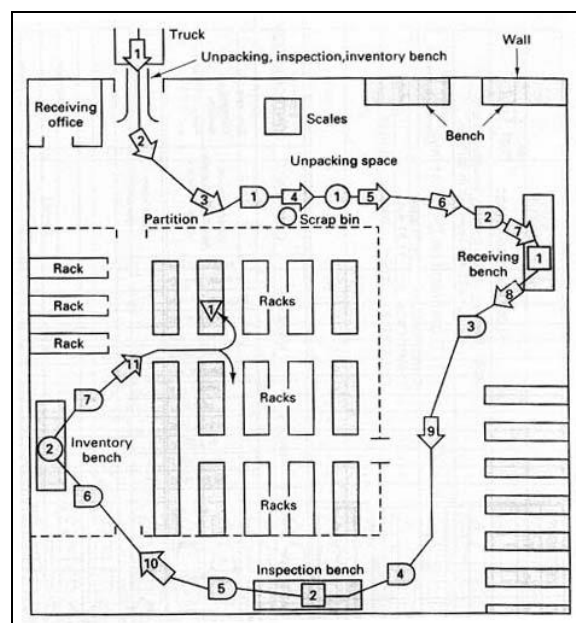 Truck
1
Unpacking, inspection,inventory bench
Wall
Receiving
office
Scales
Bench
2
Unpacking space
3
1
4
1
5
6
2
7
Partition
Scrap bin
1
Receiving
bench
8
3
Rack
Rack
Rack
Racks
1
11
7
Racks
9
2
Inventory
bench
6
Racks
10
Inspection bench
5
2
4